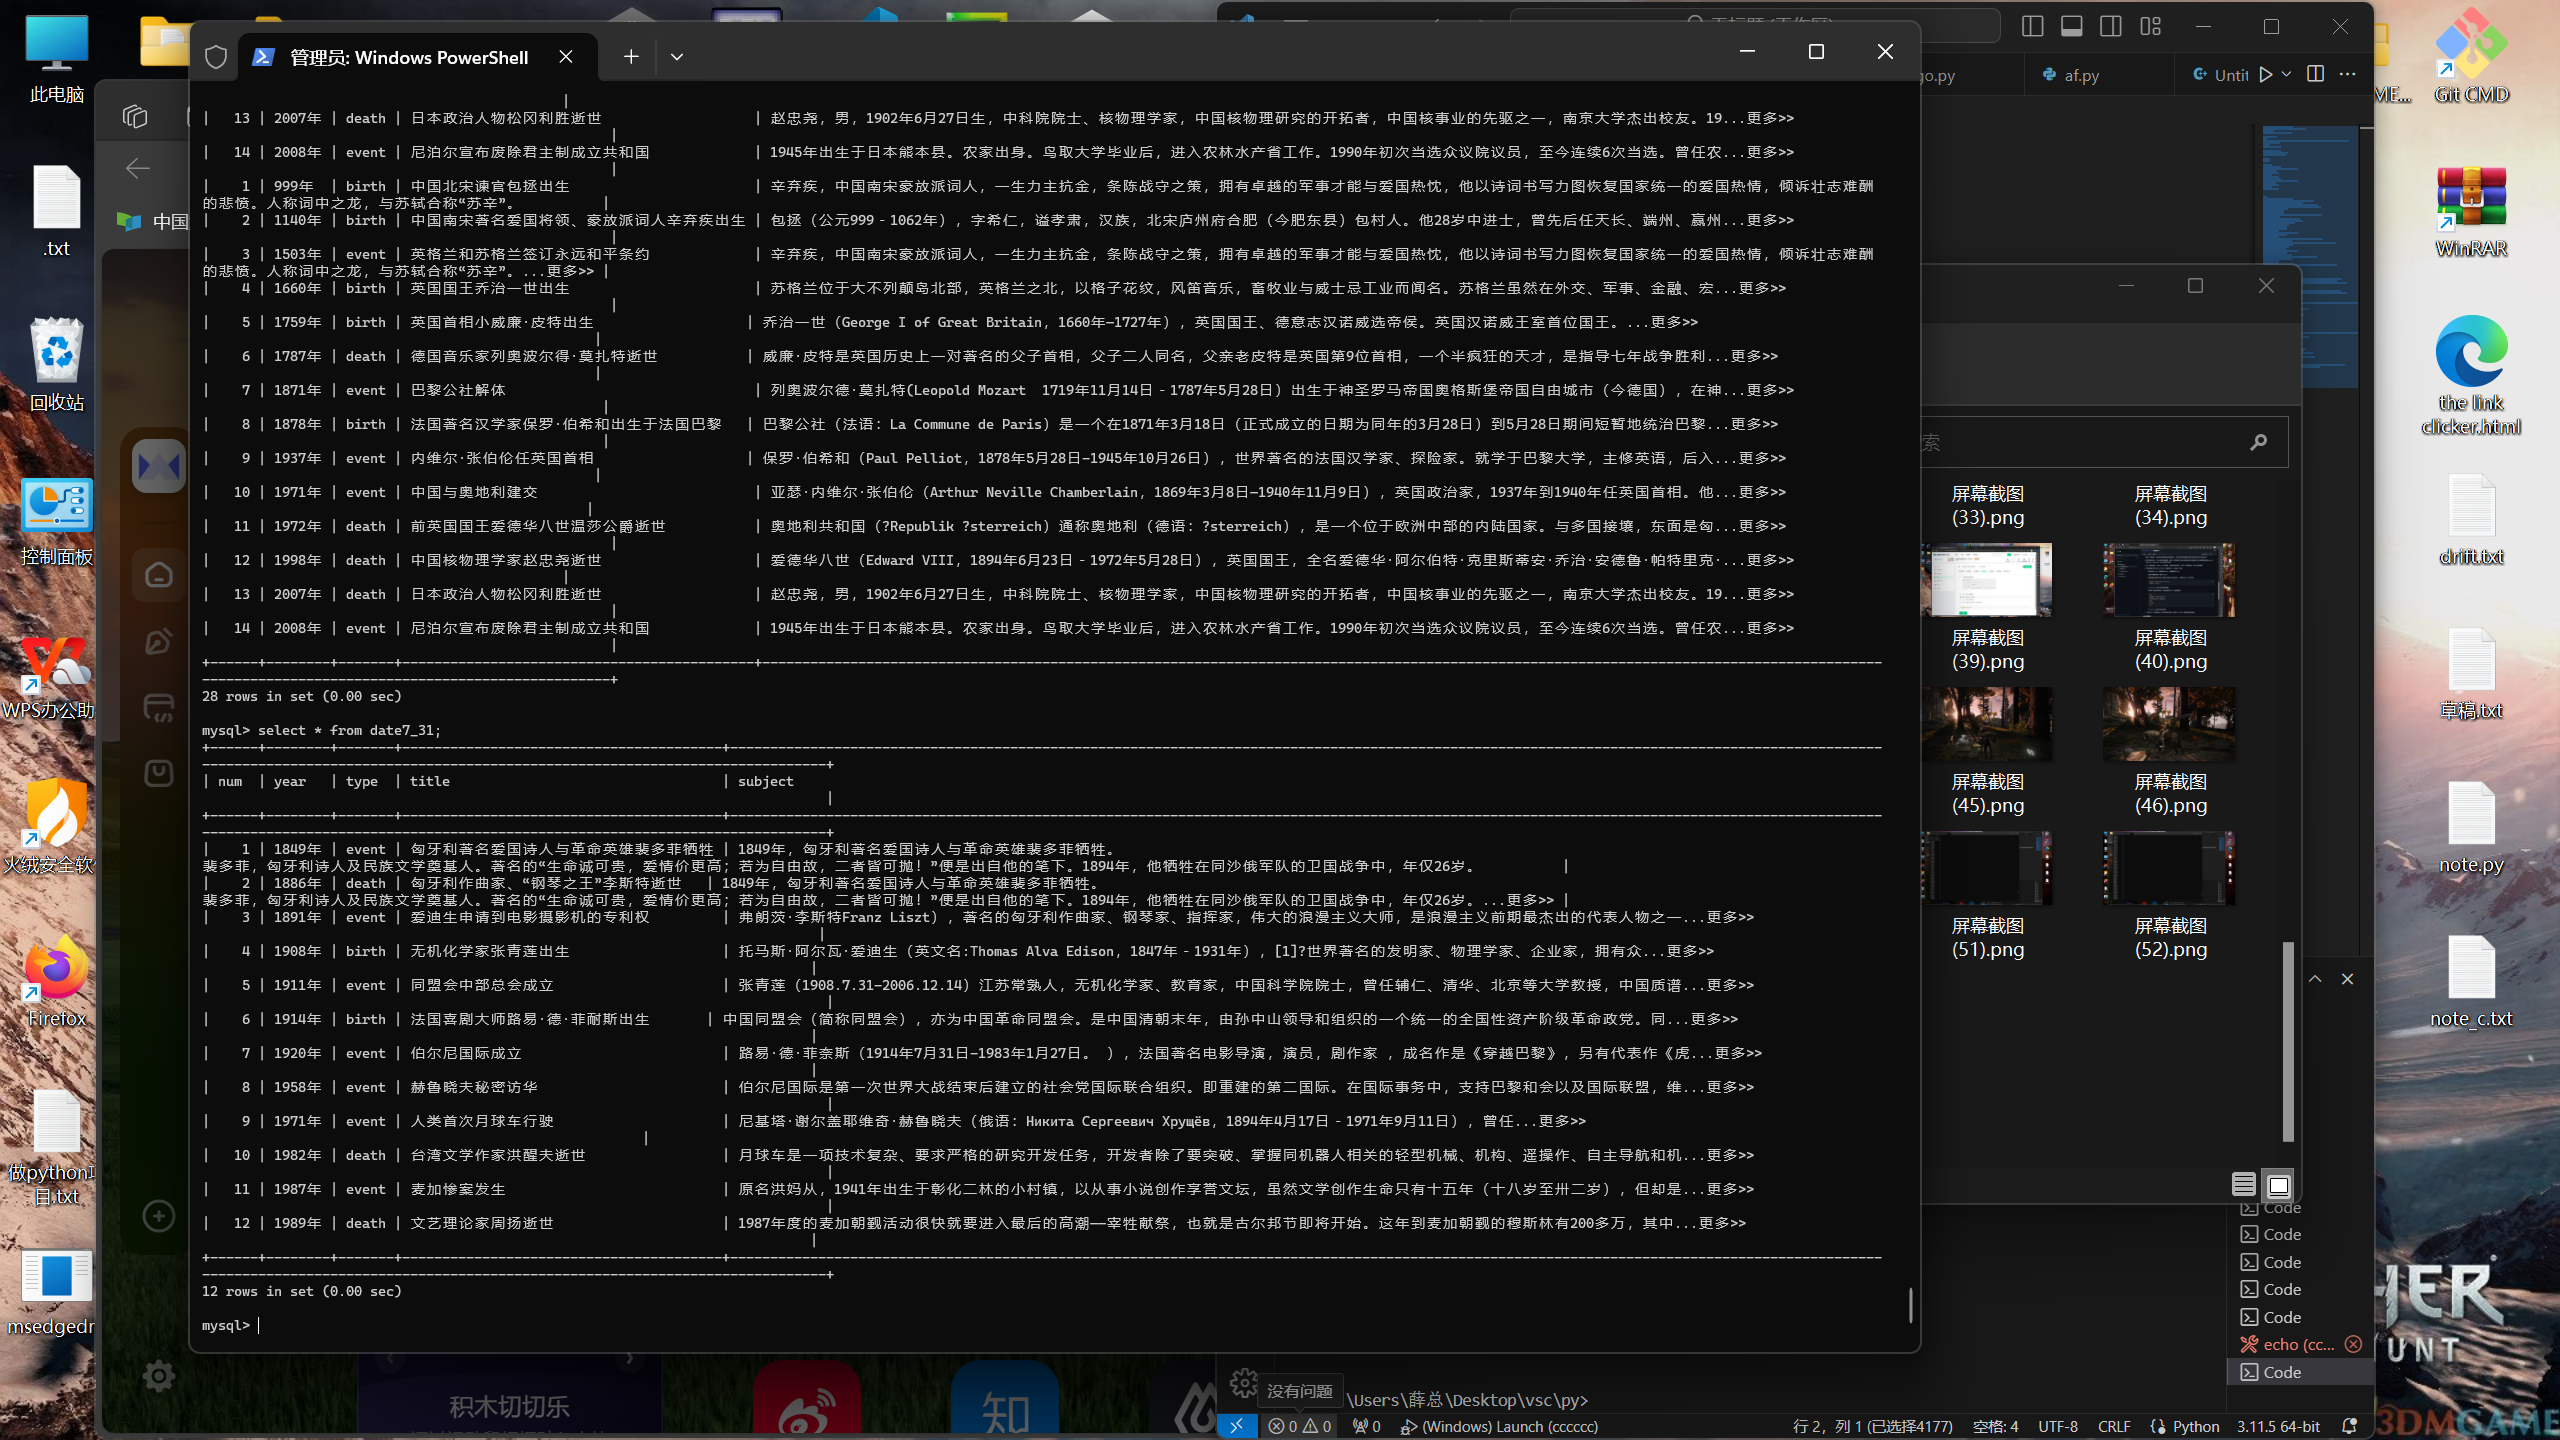 管理员: Windows PowerShell
| 13 | 2007年 | death | 日本政治人物松冈利胜逝世 | 赵忠尧，男，1902年6月27日生，中科院院士、核物理学家，中国核物理研究的开拓者，中国核事业的先驱之一，南京大学杰出校友。19...更多>>
| 14 | 2008年 | event | 尼泊尔宣布废除君主制成立共和国 | 1945年出生于日本熊本县。农家出身。鸟取大学毕业后，进入农林水产省工作。1990年初次当选众议院议员，至今连续6次当选。曾任农...更多>>
| 1 | 999年 | birth | 中国北宋谏官包拯出生 | 辛弃疾，中国南宋豪放派词人，一生力主抗金，条陈战守之策，拥有卓越的军事才能与爱国热忱，他以诗词书写力图恢复国家统一的爱国热情，倾诉壮志难酬
的悲愤。人称词中之龙，与苏轼合称“苏辛”。 |
| 2 | 1140年 | birth | 中国南宋著名爱国将领、豪放派词人辛弃疾出生 | 包拯（公元999－1062年），字希仁，谥孝肃，汉族，北宋庐州府合肥（今肥东县）包村人。他28岁中进士，曾先后任天长、端州、嬴州...更多>>
| 3 | 1503年 | event | 英格兰和苏格兰签订永远和平条约 | 辛弃疾，中国南宋豪放派词人，一生力主抗金，条陈战守之策，拥有卓越的军事才能与爱国热忱，他以诗词书写力图恢复国家统一的爱国热情，倾诉壮志难酬
的悲愤。人称词中之龙，与苏轼合称“苏辛”。...更多>> |
| 4 | 1660年 | birth | 英国国王乔治一世出生 | 苏格兰位于大不列颠岛北部，英格兰之北，以格子花纹，风笛音乐，畜牧业与威士忌工业而闻名。苏格兰虽然在外交、军事、金融、宏...更多>>
| 5 | 1759年 | birth | 英国首相小威廉·皮特出生 | 乔治一世（George I of Great Britain，1660年—1727年），英国国王、德意志汉诺威选帝侯。英国汉诺威王室首位国王。...更多>>
| 6 | 1787年 | death | 德国音乐家列奥波尔得·莫扎特逝世 | 威廉·皮特是英国历史上一对著名的父子首相，父子二人同名，父亲老皮特是英国第9位首相，一个半疯狂的天才，是指导七年战争胜利...更多>>
| 7 | 1871年 | event | 巴黎公社解体 | 列奥波尔德·莫扎特(Leopold Mozart 1719年11月14日－1787年5月28日）出生于神圣罗马帝国奥格斯堡帝国自由城市（今德国），在神...更多>>
| 8 | 1878年 | birth | 法国著名汉学家保罗·伯希和出生于法国巴黎 | 巴黎公社（法语：La Commune de Paris）是一个在1871年3月18日（正式成立的日期为同年的3月28日）到5月28日期间短暂地统治巴黎...更多>>
| 9 | 1937年 | event | 内维尔·张伯伦任英国首相 | 保罗·伯希和（Paul Pelliot，1878年5月28日-1945年10月26日），世界著名的法国汉学家、探险家。就学于巴黎大学，主修英语，后入...更多>>
| 10 | 1971年 | event | 中国与奥地利建交 | 亚瑟·内维尔·张伯伦（Arthur Neville Chamberlain，1869年3月8日—1940年11月9日），英国政治家，1937年到1940年任英国首相。他...更多>>
| 11 | 1972年 | death | 前英国国王爱德华八世温莎公爵逝世 | 奥地利共和国（?Republik ?sterreich）通称奥地利（德语：?sterreich），是一个位于欧洲中部的内陆国家。与多国接壤，东面是匈...更多>>
| 12 | 1998年 | death | 中国核物理学家赵忠尧逝世 | 爱德华八世（Edward VIII，1894年6月23日－1972年5月28日），英国国王，全名爱德华·阿尔伯特·克里斯蒂安·乔治·安德鲁·帕特里克·...更多>>
| 13 | 2007年 | death | 日本政治人物松冈利胜逝世 | 赵忠尧，男，1902年6月27日生，中科院院士、核物理学家，中国核物理研究的开拓者，中国核事业的先驱之一，南京大学杰出校友。19...更多>>
| 14 | 2008年 | event | 尼泊尔宣布废除君主制成立共和国 | 1945年出生于日本熊本县。农家出身。鸟取大学毕业后，进入农林水产省工作。1990年初次当选众议院议员，至今连续6次当选。曾任农...更多>>
28 rows in set (0.00 sec)
mysql> select * from date7_31;
| num | year | type | title | subject
| 1 | 1849年 | event | 匈牙利著名爱国诗人与革命英雄裴多菲牺牲 | 1849年，匈牙利著名爱国诗人与革命英雄裴多菲牺牲。
裴多菲，匈牙利诗人及民族文学奠基人。著名的“生命诚可贵，爱情价更高；若为自由故，二者皆可抛！”便是出自他的笔下。1894年，他牺牲在同沙俄军队的卫国战争中，年仅26岁。 |
| 2 | 1886年 | death | 匈牙利作曲家、“钢琴之王”李斯特逝世 | 1849年，匈牙利著名爱国诗人与革命英雄裴多菲牺牲。
裴多菲，匈牙利诗人及民族文学奠基人。著名的“生命诚可贵，爱情价更高；若为自由故，二者皆可抛！”便是出自他的笔下。1894年，他牺牲在同沙俄军队的卫国战争中，年仅26岁。...更多>> |
| 3 | 1891年 | event | 爱迪生申请到电影摄影机的专利权 | 弗朗茨·李斯特Franz Liszt），著名的匈牙利作曲家、钢琴家、指挥家，伟大的浪漫主义大师，是浪漫主义前期最杰出的代表人物之一...更多>>
| 4 | 1908年 | birth | 无机化学家张青莲出生 | 托马斯·阿尔瓦·爱迪生（英文名:Thomas Alva Edison，1847年－1931年），[1]?世界著名的发明家、物理学家、企业家，拥有众...更多>>
| 5 | 1911年 | event | 同盟会中部总会成立 | 张青莲（1908.7.31-2006.12.14）江苏常熟人，无机化学家、教育家，中国科学院院士，曾任辅仁、清华、北京等大学教授，中国质谱...更多>>
| 6 | 1914年 | birth | 法国喜剧大师路易·德·菲耐斯出生 | 中国同盟会（简称同盟会），亦为中国革命同盟会。是中国清朝末年，由孙中山领导和组织的一个统一的全国性资产阶级革命政党。同...更多>>
| 7 | 1920年 | event | 伯尔尼国际成立 | 路易·德·菲奈斯（1914年7月31日-1983年1月27日。 ），法国著名电影导演，演员，剧作家 ，成名作是《穿越巴黎》，另有代表作《虎...更多>>
| 8 | 1958年 | event | 赫鲁晓夫秘密访华 | 伯尔尼国际是第一次世界大战结束后建立的社会党国际联合组织。即重建的第二国际。在国际事务中，支持巴黎和会以及国际联盟，维...更多>>
| 9 | 1971年 | event | 人类首次月球车行驶 | 尼基塔·谢尔盖耶维奇·赫鲁晓夫（俄语：Никита Сергеевич Хрущёв，1894年4月17日－1971年9月11日），曾任...更多>>
| 10 | 1982年 | death | 台湾文学作家洪醒夫逝世 | 月球车是一项技术复杂、要求严格的研究开发任务，开发者除了要突破、掌握同机器人相关的轻型机械、机构、遥操作、自主导航和机...更多>>
| 11 | 1987年 | event | 麦加惨案发生 | 原名洪妈从，1941年出生于彰化二林的小村镇，以从事小说创作享誉文坛，虽然文学创作生命只有十五年（十八岁至卅二岁），但却是...更多>>
| 12 | 1989年 | death | 文艺理论家周扬逝世 | 1987年度的麦加朝觐活动很快就要进入最后的高潮——宰牲献祭，也就是古尔邦节即将开始。这年到麦加朝觐的穆斯林有200多万，其中...更多>>
12 rows in set (0.00 sec)
mysql>
此电脑
.txt
回收站
控制面板
WPS办公助
火绒安全软
Firefox
做python项
目.txt
msedgedr
中国
积木切切乐
知
go.py
af.py
Untit
索
屏幕截图
(33).png
屏幕截图
(34).png
屏幕截图
(39).png
屏幕截图
(40).png
屏幕截图
(45).png
屏幕截图
(46).png
屏幕截图
(51).png
屏幕截图
(52).png
Code
Code
Code
Code
Code
echo (cc...
Code
没有问题
\Users\薛总\Desktop\vsc\py>
0 0
0
(Windows) Launch (cccccc)
行 2，列 1 (已选择4177)
空格: 4
UTF-8
CRLF
Python
3.11.5 64-bit
ME...
Git CMD
WinRAR
the link
clicker.html
drift.txt
草稿.txt
note.py
note_c.txt
HER
UNT
3DMGAME